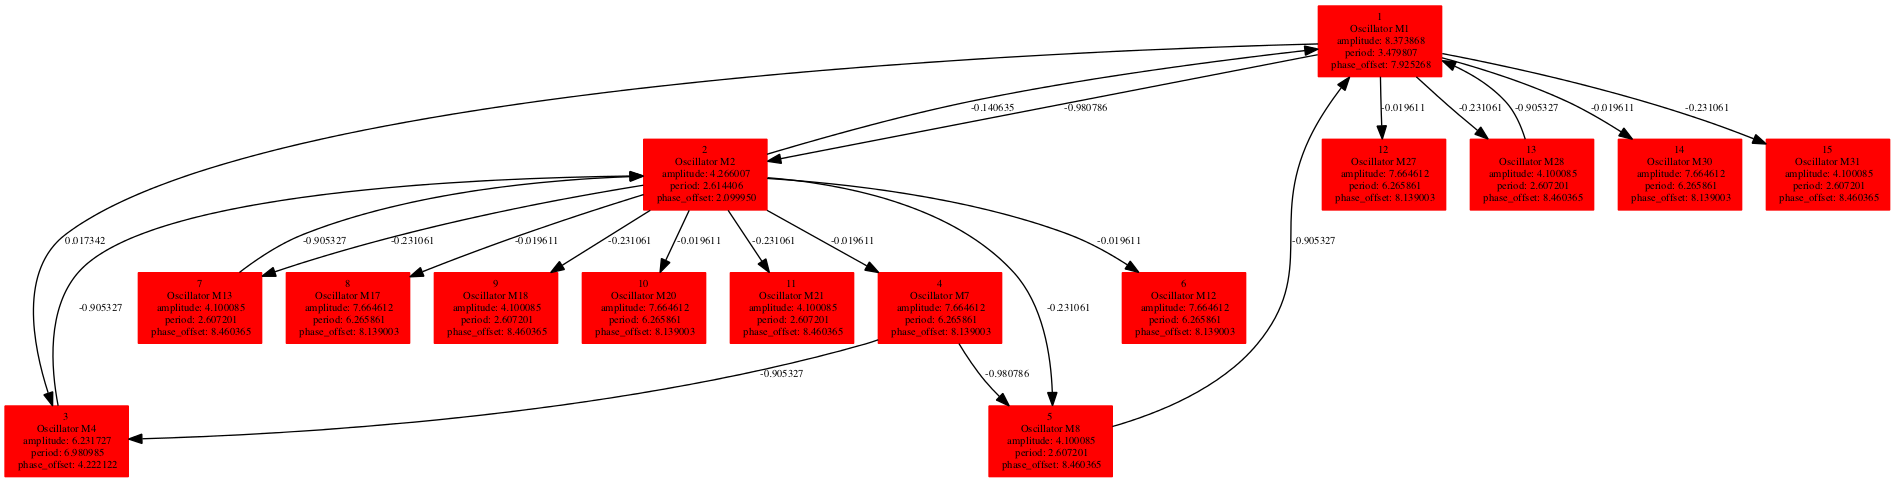 1
Oscillator M1
amplitude: 8.373868
period: 3.479807
phase_offset: 7.925268
-0.140635
-0.980786
-0.019611
-0.231061
-0.905327
-0.019611
-0.231061
2
Oscillator M2
amplitude: 4.266007
period: 2.614406
phase_offset: 2.099950
12
Oscillator M27
amplitude: 7.664612
period: 6.265861
phase_offset: 8.139003
13
Oscillator M28
amplitude: 4.100085
period: 2.607201
phase_offset: 8.460365
14
Oscillator M30
amplitude: 7.664612
period: 6.265861
phase_offset: 8.139003
15
Oscillator M31
amplitude: 4.100085
period: 2.607201
phase_offset: 8.460365
0.017342
-0.905327
-0.231061
-0.019611
-0.231061
-0.019611
-0.231061
-0.019611
-0.019611
-0.905327
7
Oscillator M13
amplitude: 4.100085
period: 2.607201
phase_offset: 8.460365
8
Oscillator M17
amplitude: 7.664612
period: 6.265861
phase_offset: 8.139003
9
Oscillator M18
amplitude: 4.100085
period: 2.607201
phase_offset: 8.460365
10
Oscillator M20
amplitude: 7.664612
period: 6.265861
phase_offset: 8.139003
11
Oscillator M21
amplitude: 4.100085
period: 2.607201
phase_offset: 8.460365
4
Oscillator M7
amplitude: 7.664612
period: 6.265861
phase_offset: 8.139003
6
Oscillator M12
amplitude: 7.664612
period: 6.265861
phase_offset: 8.139003
-0.905327
-0.231061
-0.905327
-0.980786
3
Oscillator M4
amplitude: 6.231727
period: 6.980985
phase_offset: 4.222122
5
Oscillator M8
amplitude: 4.100085
period: 2.607201
phase_offset: 8.460365